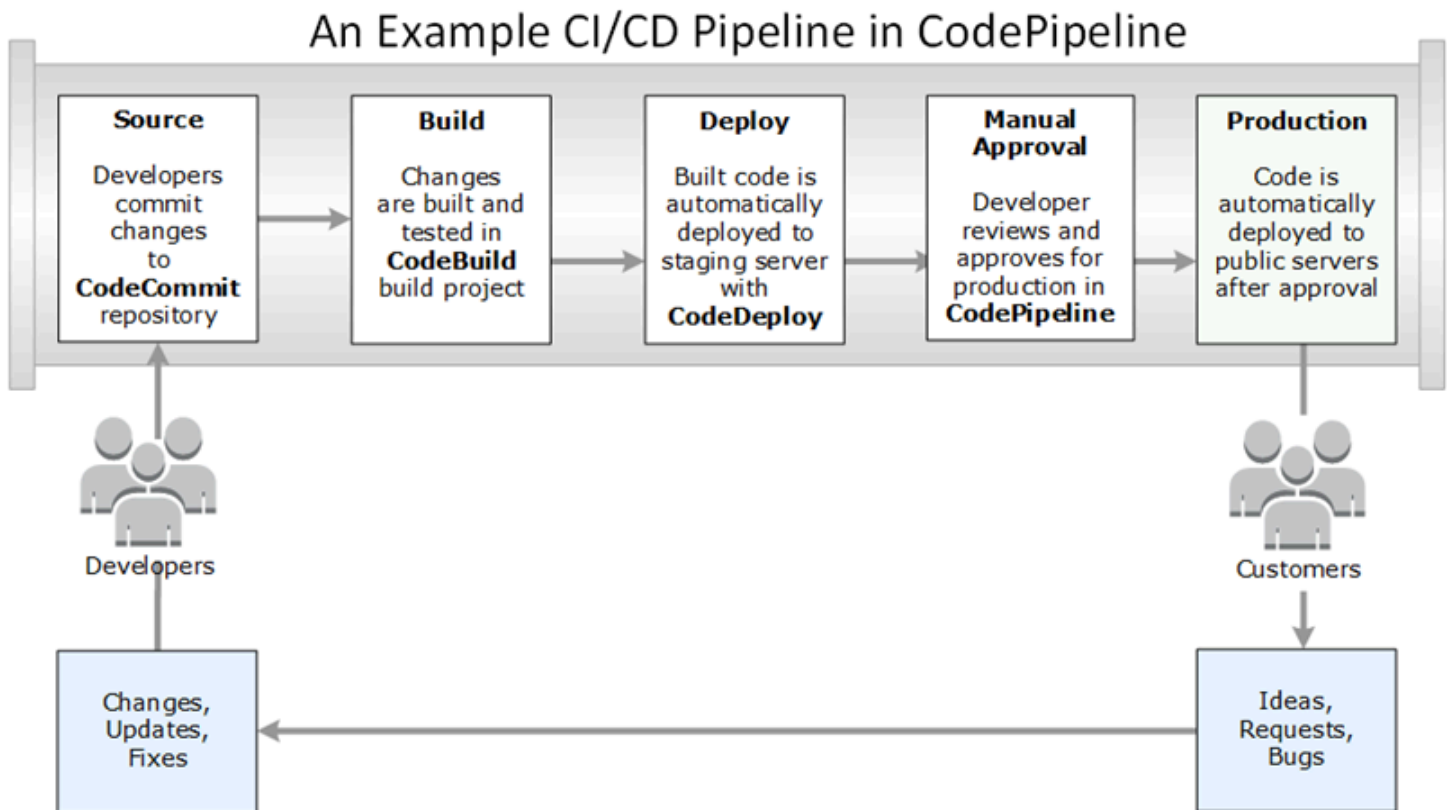 An Example CI/CD Pipeline in CodePipeline
Source
Developers
commit
changes
to
CodeCommit
repository
Build
Changes
are built and
tested in
CodeBuild
build project
Deploy
Built code is
automatically
deployed to
staging server
with
CodeDeploy
Manual
Approval
Developer
reviews and
approves for
production in
CodePipeline
Production
Code is
automatically
deployed to
public servers
after approval
Developers
Customers
Changes,
Updates,
Fixes
Ideas,
Requests,
Bugs